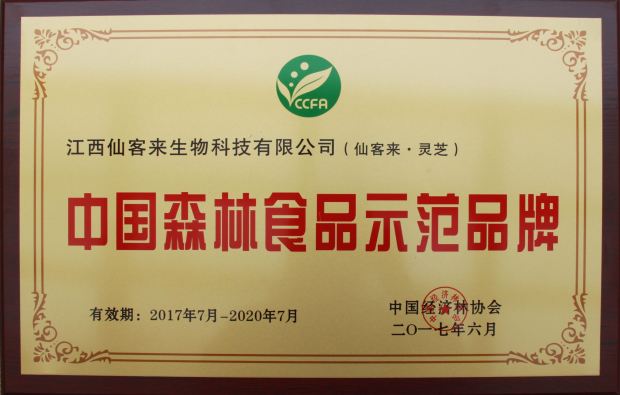 CCFA
江西仙客来生物科技有限公司（仙客来·灵芝）
中国森林食品示范品牌
有效期：2017年7月-2020年7月
中国经济林协会
二〇一七年六月